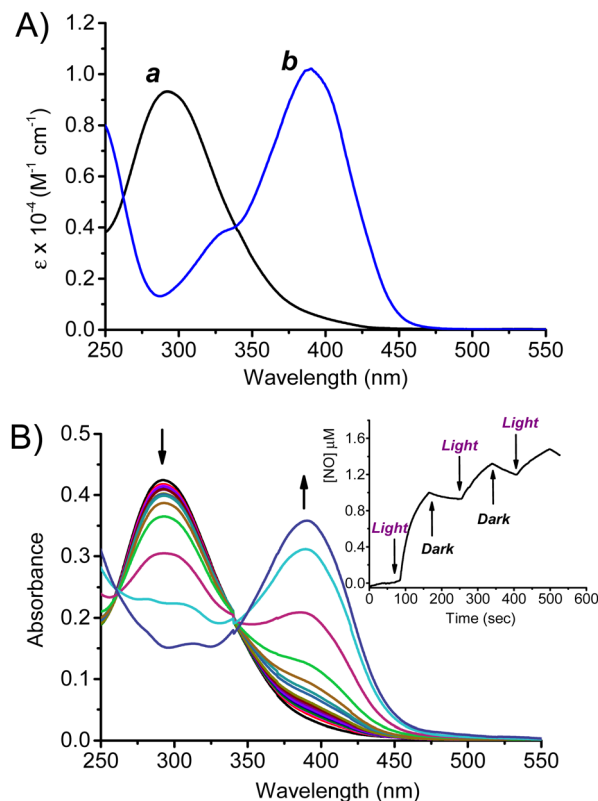 A)
a
b
1.2
1.0
0.8
0.6
0.4
0.2
0.0
ε x 10⁻⁴ (M⁻¹ cm⁻¹)
250 300 350 400 450 500 550
Wavelength (nm)
B)
0.5
0.4
0.3
0.2
0.1
0.0
Absorbance
250 300 350 400 450 500 550
Wavelength (nm)
[NO] μM
1.8
1.2
0.6
0.0
Light
Light
Light
Dark
Dark
0 100 200 300 400 500 600
Time (sec)